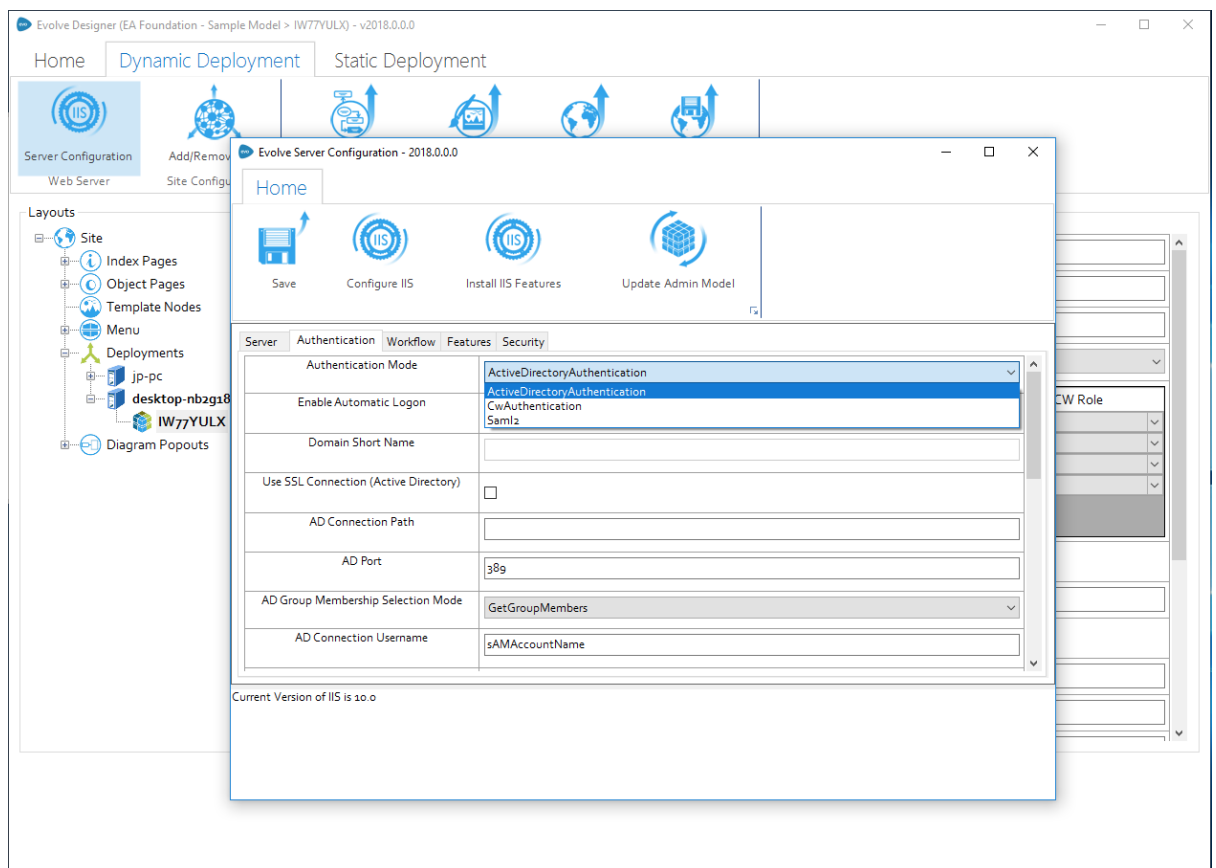 Evolve Designer (EA Foundation - Sample Model > IW77YULX) - v2018.0.0.0
Home Dynamic Deployment Static Deployment
Server Configuration
Add/Remov
Web Server
Site Configu
Evolve Server Configuration - 2018.0.0.0
Home
Save
Configure IIS
Install IIS Features
Update Admin Model
Layouts
Site
Index Pages
Object Pages
Template Nodes
Menu
Deployments
jp-pc
desktop-nb2g18
IW77YULX
Diagram Popouts
Server Authentication Workflow Features Security
Authentication Mode
ActiveDirectoryAuthentication
ActiveDirectoryAuthentication
CwAuthentication
Saml2
Enable Automatic Logon
Domain Short Name
Use SSL Connection (Active Directory)
AD Connection Path
AD Port
389
AD Group Membership Selection Mode
GetGroupMembers
AD Connection Username
sAMAccountName
CW Role
Current Version of IIS is 10.0